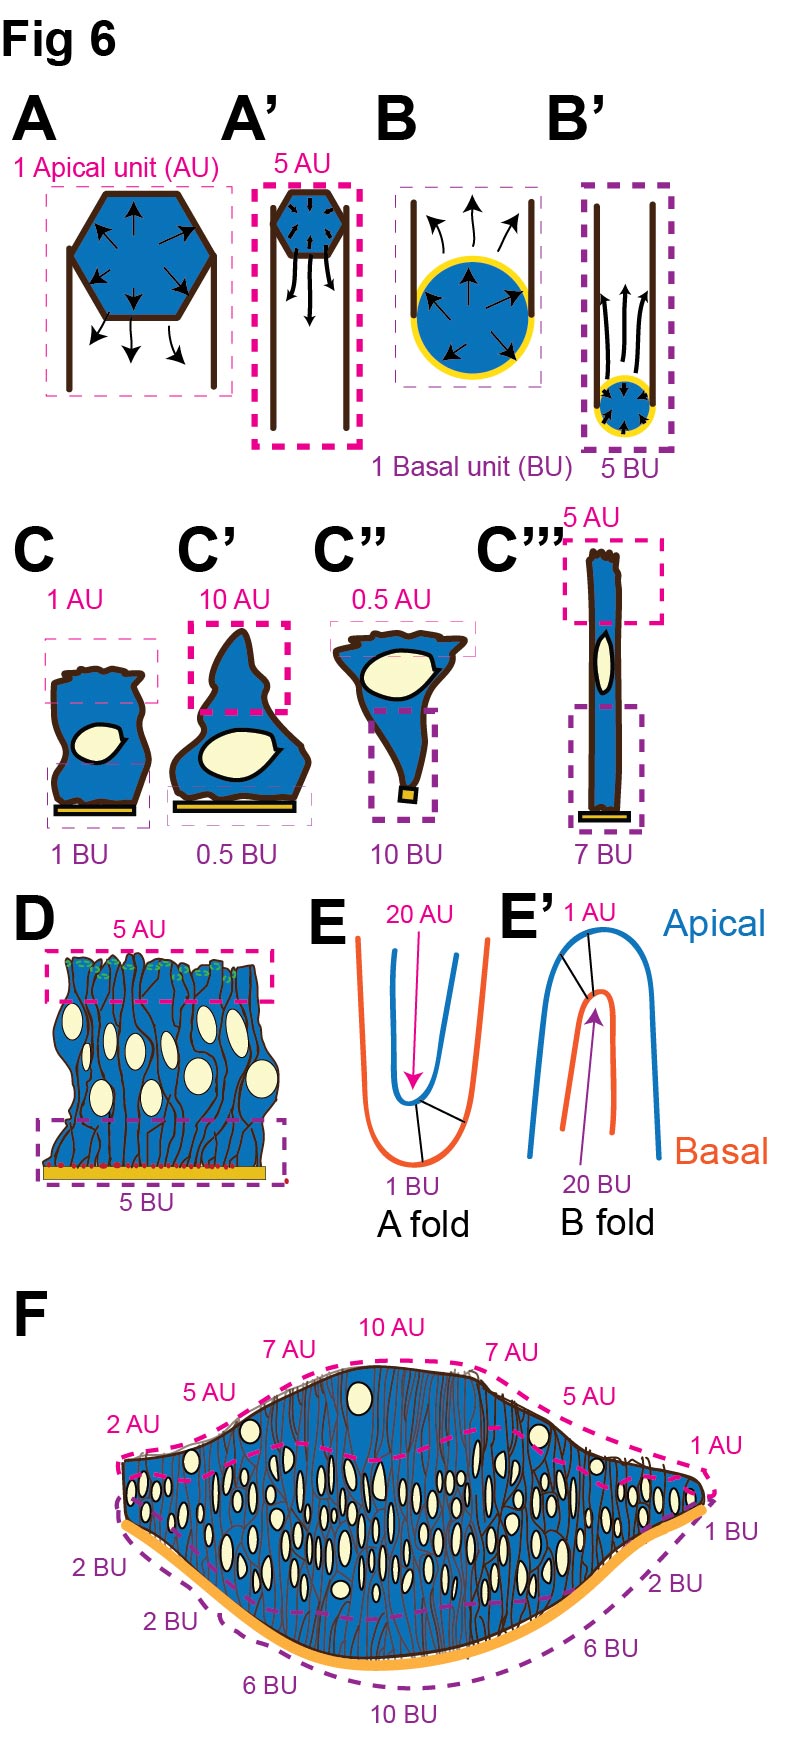 Fig 6
A
A’
B
B’
1 Apical unit (AU)
5 AU
1 Basal unit (BU)
5 BU
C
C’
C”
C”’
5 AU
1 AU
10 AU
0.5 AU
1 BU
0.5 BU
10 BU
7 BU
D
5 AU
5 BU
E
20 AU
1 BU
A fold
E’
1 AU
Apical
Basal
20 BU
B fold
F
10 AU
7 AU
7 AU
5 AU
5 AU
2 AU
1 AU
1 BU
2 BU
2 BU
2 BU
6 BU
6 BU
10 BU